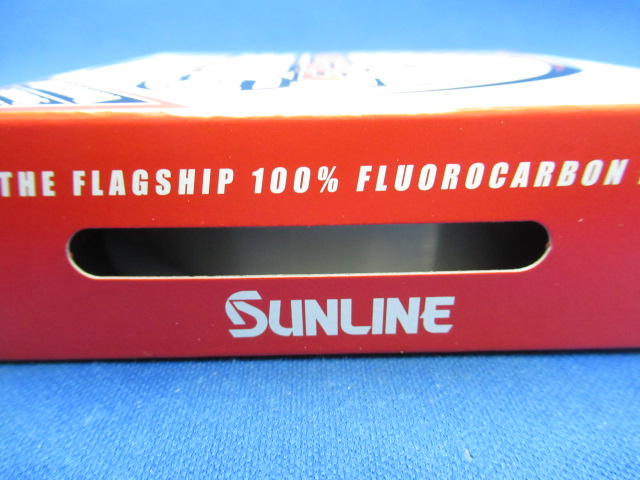 THE FLAGSHIP 100% FLUOROCARBON
SUNLINE